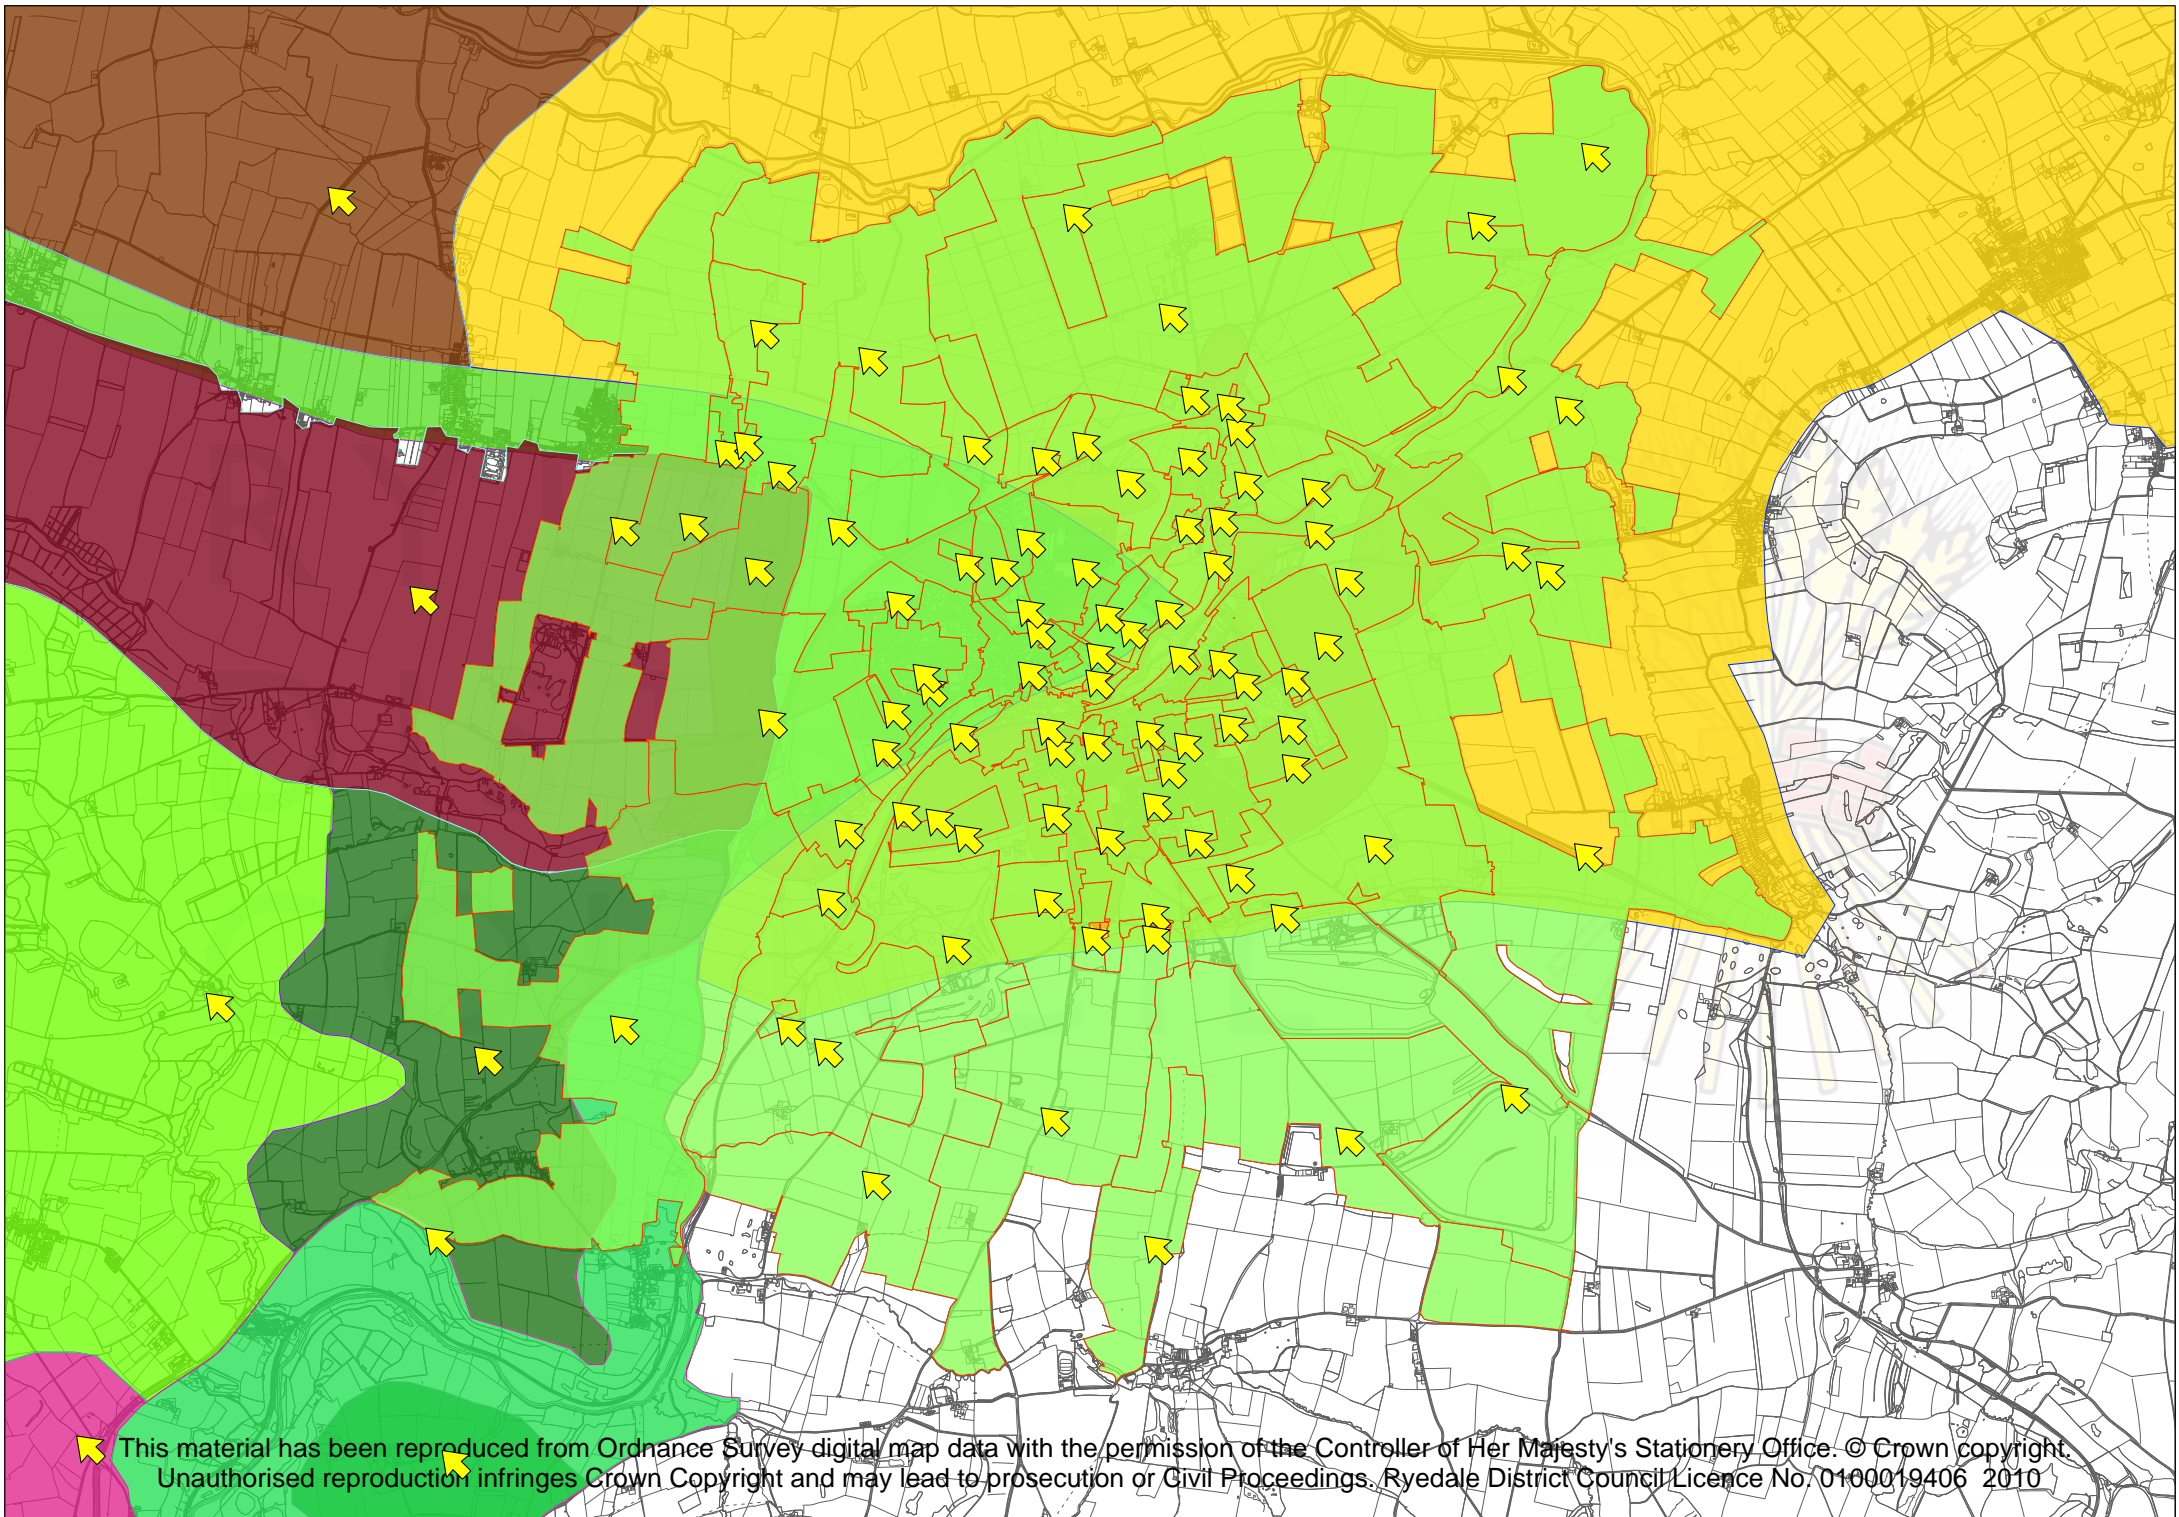 This material has been reproduced from Ordnance Survey digital map data with the permission of the Controller of Her Majesty's Stationery Office. © Crown copyright.
Unauthorised reproduction infringes Crown Copyright and may lead to prosecution or Civil Proceedings. Ryedale District Council Licence No. 0100019406 2010